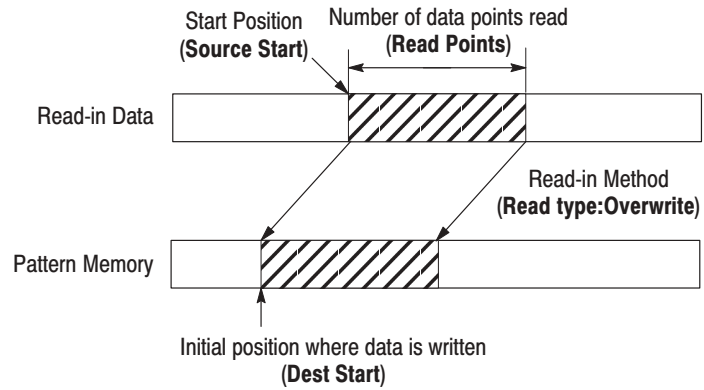 Start Position
(Source Start)
Number of data points read
(Read Points)
Read-in Data
Read-in Method
(Read type:Overwrite)
Pattern Memory
Initial position where data is written
(Dest Start)